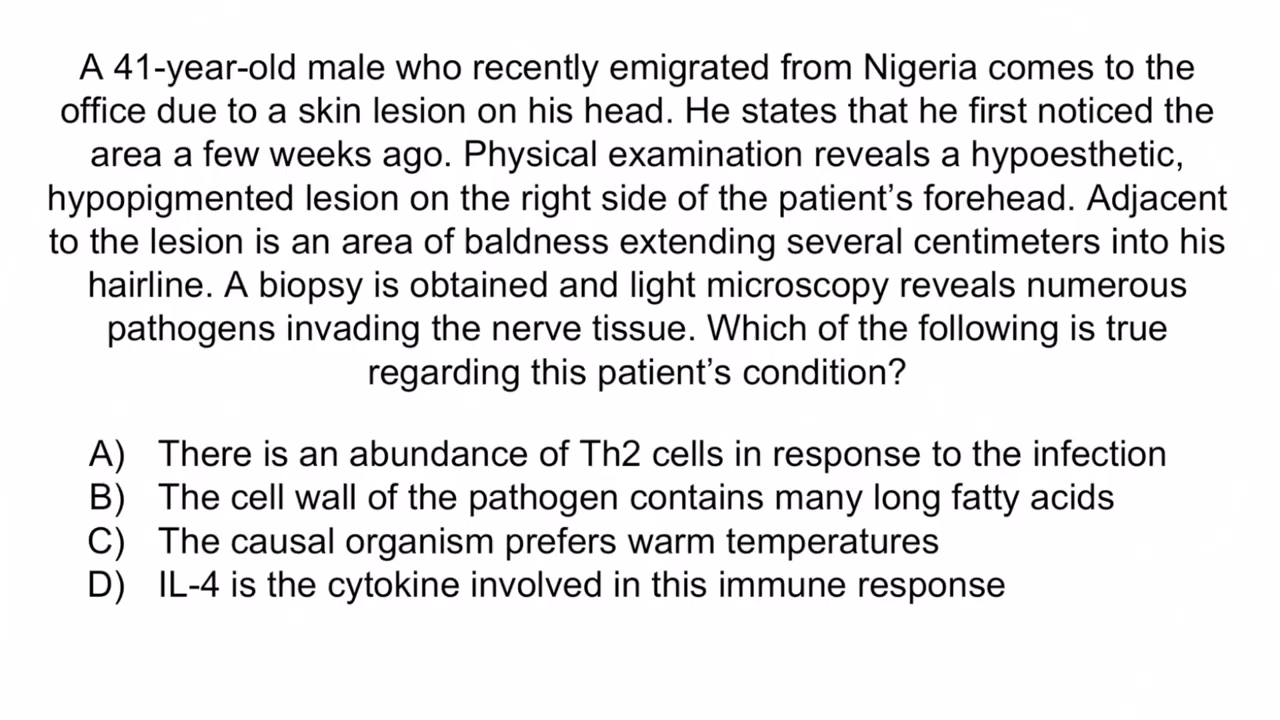 A 41-year-old male who recently emigrated from Nigeria comes to the
office due to a skin lesion on his head. He states that he first noticed the
area a few weeks ago. Physical examination reveals a hypoesthetic,
hypopigmented lesion on the right side of the patient’s forehead. Adjacent
to the lesion is an area of baldness extending several centimeters into his
hairline. A biopsy is obtained and light microscopy reveals numerous
pathogens invading the nerve tissue. Which of the following is true
regarding this patient’s condition?
A) There is an abundance of Th2 cells in response to the infection
B) The cell wall of the pathogen contains many long fatty acids
C) The causal organism prefers warm temperatures
D) IL-4 is the cytokine involved in this immune response